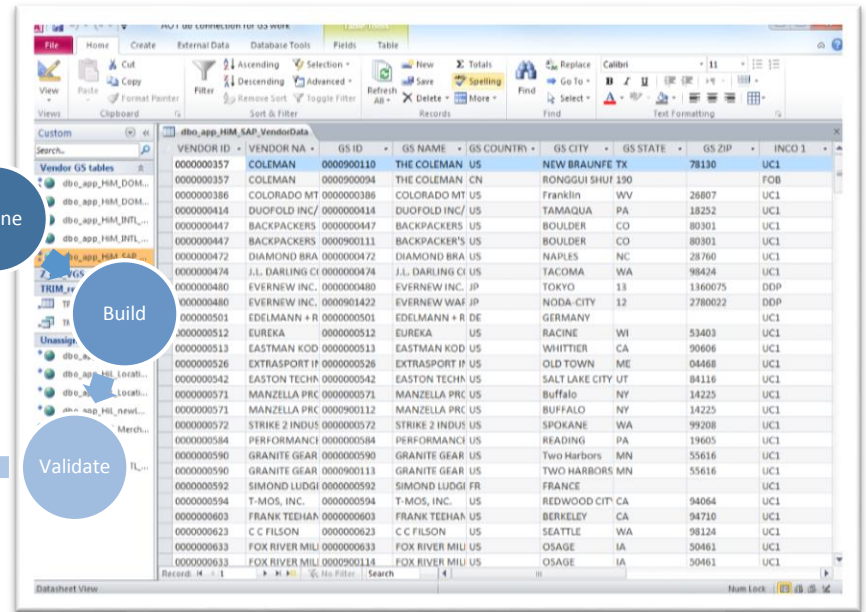 File Home Create External Data Database Tools Fields Table
View Paste Cut Copy Format Painter
Filter Ascending Descending Remove Sort Selection Advanced Toggle Filter
Refresh All New Save Delete Totals Spelling More
Find Replace Go To Select
Calibri 11
B I U
Views Clipboard Sort & Filter Records Find Text Formatting
Custom
Search...
Vendor GS tables
dbo_app_HiM_DOM...
dbo_app_HiM_DOM...
dbo_app_HiM_INTL_...
dbo_app_HiM_INTL_...
Build
Validate
dbo_app_HiM_SAP_VendorData
VENDOR ID VENDOR NA GS ID GS NAME GS COUNTRY GS CITY GS STATE GS ZIP INCO 1
0000000357 COLEMAN 0000900110 THE COLEMAN US NEW BRAUNFE TX 78130 UC1
0000000357 COLEMAN 0000900094 THE COLEMAN CN RONGGUI SHUI 190 FOB
0000000386 COLORADO MT 0000000386 COLORADO MT US Franklin WV 26807 UC1
0000000414 DUOFOLD INC/ 0000000414 DUOFOLD INC/ US TAMAQUA PA 18252 UC1
0000000447 BACKPACKERS 0000000447 BACKPACKERS US BOULDER CO 80301 UC1
0000000447 BACKPACKERS 0000900111 BACKPACKER'S US BOULDER CO 80301 UC1
0000000472 DIAMOND BRA 0000000472 DIAMOND BRA US NAPLES NC 28760 UC1
0000000474 J.L. DARLING CO 0000000474 J.L. DARLING CO US TACOMA WA 98424 UC1
0000000480 EVERNEW INC. 0000000480 EVERNEW INC. JP TOKYO 13 1360075 DDP
0000000480 EVERNEW INC. 0000901422 EVERNEW WAF JP NODA-CITY 12 2780022 DDP
0000000501 EDELMANN + R 0000000501 EDELMANN + R DE GERMANY UC1
0000000512 EUREKA 0000000512 EUREKA US RACINE WI 53403 UC1
0000000513 EASTMAN KOD 0000000513 EASTMAN KOD US WHITTIER CA 90606 UC1
0000000526 EXTRASPORT IN 0000000526 EXTRASPORT IN US OLD TOWN ME 04468 UC1
0000000542 EASTON TECHN 0000000542 EASTON TECHN US SALT LAKE CITY UT 84116 UC1
0000000571 MANZELLA PRO 0000000571 MANZELLA PRO US Buffalo NY 14225 UC1
0000000571 MANZELLA PRO 0000900112 MANZELLA PRO US BUFFALO NY 14225 UC1
0000000572 STRIKE 2 INDUS 0000000572 STRIKE 2 INDUS US SPOKANE WA 99208 UC1
0000000584 PERFORMANCE 0000000584 PERFORMANCE US READING PA 19605 UC1
0000000590 GRANITE GEAR 0000000590 GRANITE GEAR US Two Harbors MN 55616 UC1
0000000590 GRANITE GEAR 0000900113 GRANITE GEAR US TWO HARBORS MN 55616 UC1
0000000592 SIMOND LUDGI 0000000592 SIMOND LUDGI FR FRANCE UC1
0000000594 T-MOS, INC. 0000000594 T-MOS, INC. US REDWOOD CITY CA 94064 UC1
0000000603 FRANK TEEHAN 0000000603 FRANK TEEHAN US BERKELEY CA 94710 UC1
0000000623 C C FILSON 0000000623 C C FILSON US SEATTLE WA 98124 UC1
0000000633 FOX RIVER MILL 0000000633 FOX RIVER MILL US OSAGE IA 50461 UC1
0000000633 FOX RIVER MILL 0000900114 FOX RIVER MILL US OSAGE IA 50461 UC1
Record: 1 No Filter Search
Datasheet View Num Lock